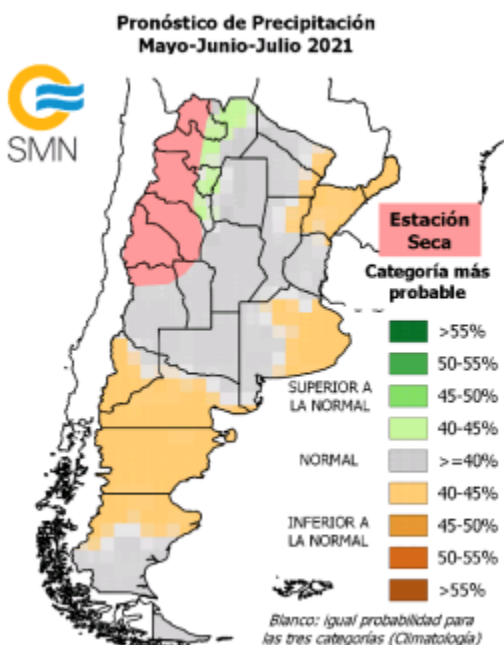 Pronóstico de Precipitación
Mayo-Junio-Julio 2021
SMN
Estación
Seca
Categoría más
probable
>55%
50-55%
45-50%
SUPERIOR A
LA NORMAL
40-45%
NORMAL
>=40%
40-45%
INFERIOR A
LA NORMAL
45-50%
50-55%
>55%
Blanco: igual probabilidad para
las tres categorías (Climatología)